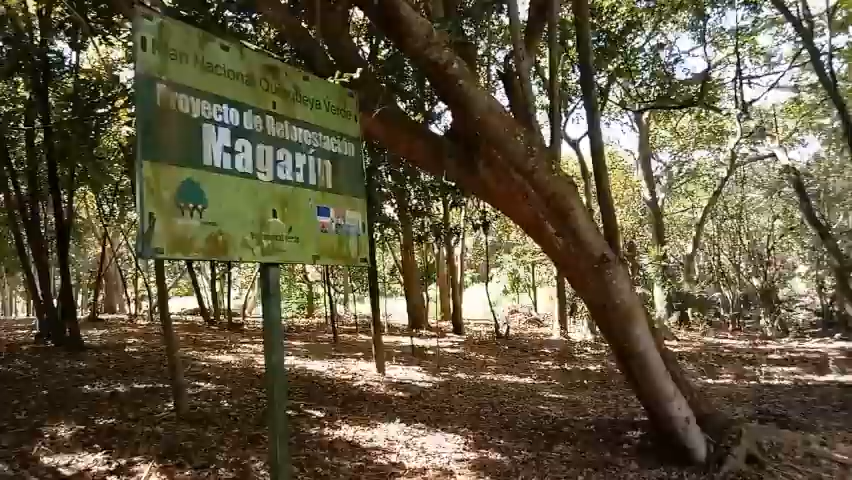 Plan Nacional Quisqueya Verde
Proyecto de Reforestación
Magarín